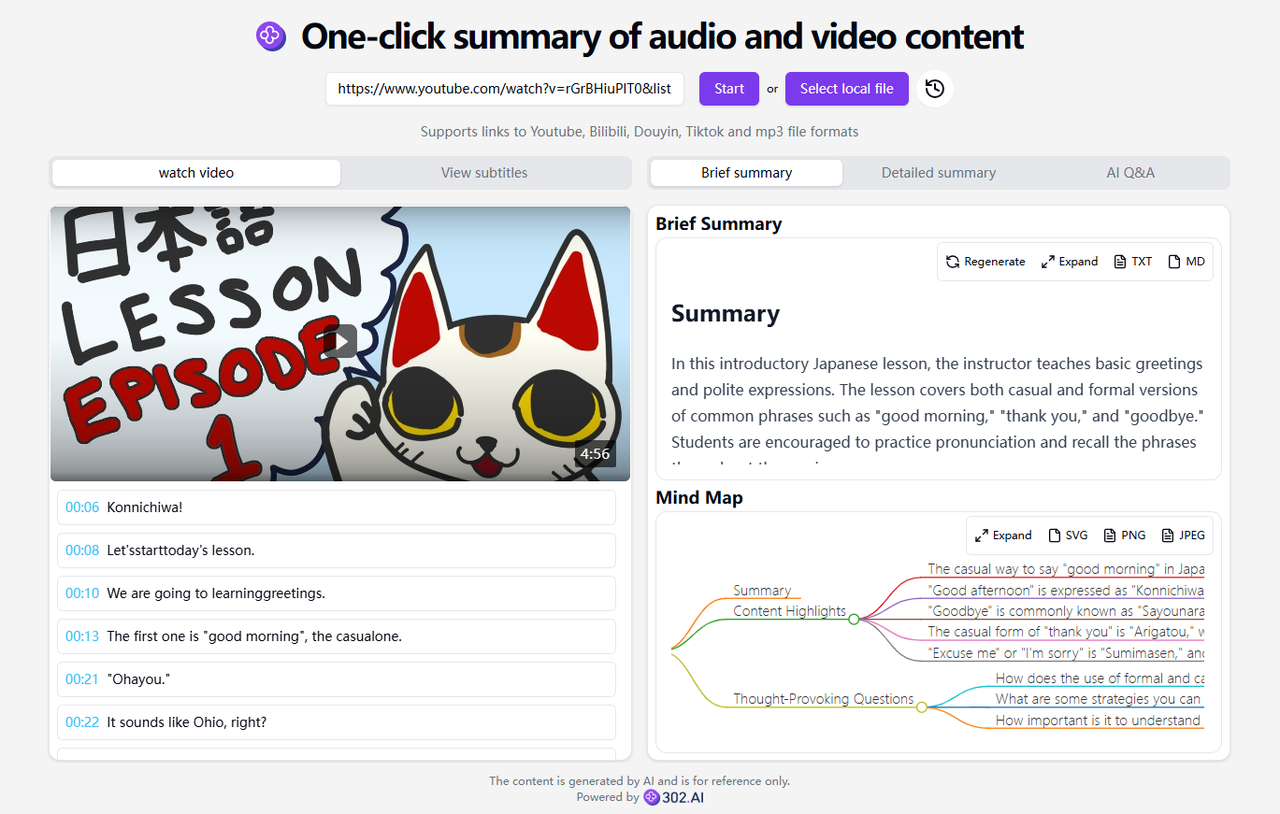 One-click summary of audio and video content
https://www.youtube.com/watch?v=rGrBHiuPlT0&list
Start
or
Select local file
Supports links to Youtube, Bilibili, Douyin, Tiktok and mp3 file formats
watch video
View subtitles
Brief summary
Detailed summary
AI Q&A
日本語
LESSON
EPISODE
1
4:56
00:06 Konnichiwa!
00:08 Let'sstarttoday's lesson.
00:10 We are going to learninggreetings.
00:13 The first one is "good morning", the casualone.
00:21 "Ohayou."
00:22 It sounds like Ohio, right?
Brief Summary
Regenerate
Expand
TXT
MD
Summary
In this introductory Japanese lesson, the instructor teaches basic greetings
and polite expressions. The lesson covers both casual and formal versions
of common phrases such as "good morning," "thank you," and "goodbye."
Students are encouraged to practice pronunciation and recall the phrases
Mind Map
Expand
SVG
PNG
JPEG
Summary
Content Highlights
The casual way to say "good morning" in Japa
"Good afternoon" is expressed as "Konnichiwa
"Goodbye" is commonly known as "Sayounara
The casual form of "thank you" is "Arigatou," w
"Excuse me" or "I'm sorry" is "Sumimasen," and
Thought-Provoking Questions
How does the use of formal and ca
What are some strategies you can
How important is it to understand
The content is generated by AI and is for reference only.
Powered by 302.AI